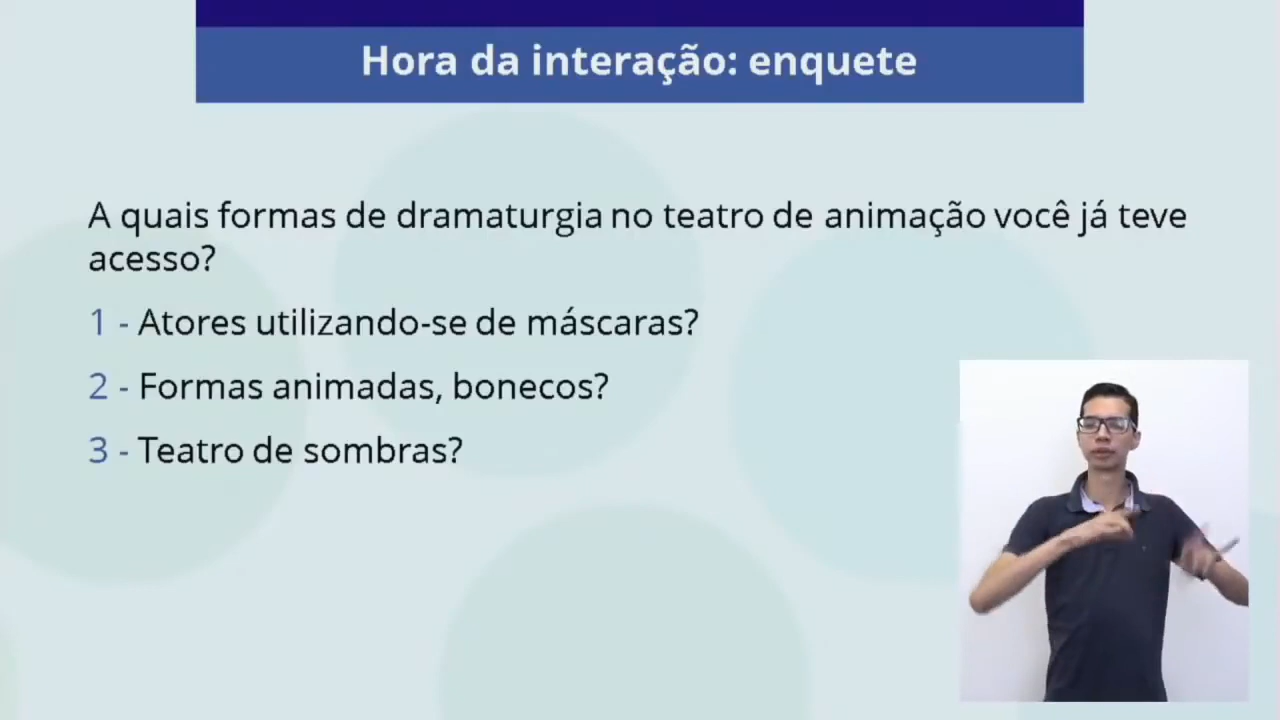 Hora da interação: enquete
A quais formas de dramaturgia no teatro de animação você já teve
acesso?
1 - Atores utilizando-se de máscaras?
2 - Formas animadas, bonecos?
3 - Teatro de sombras?